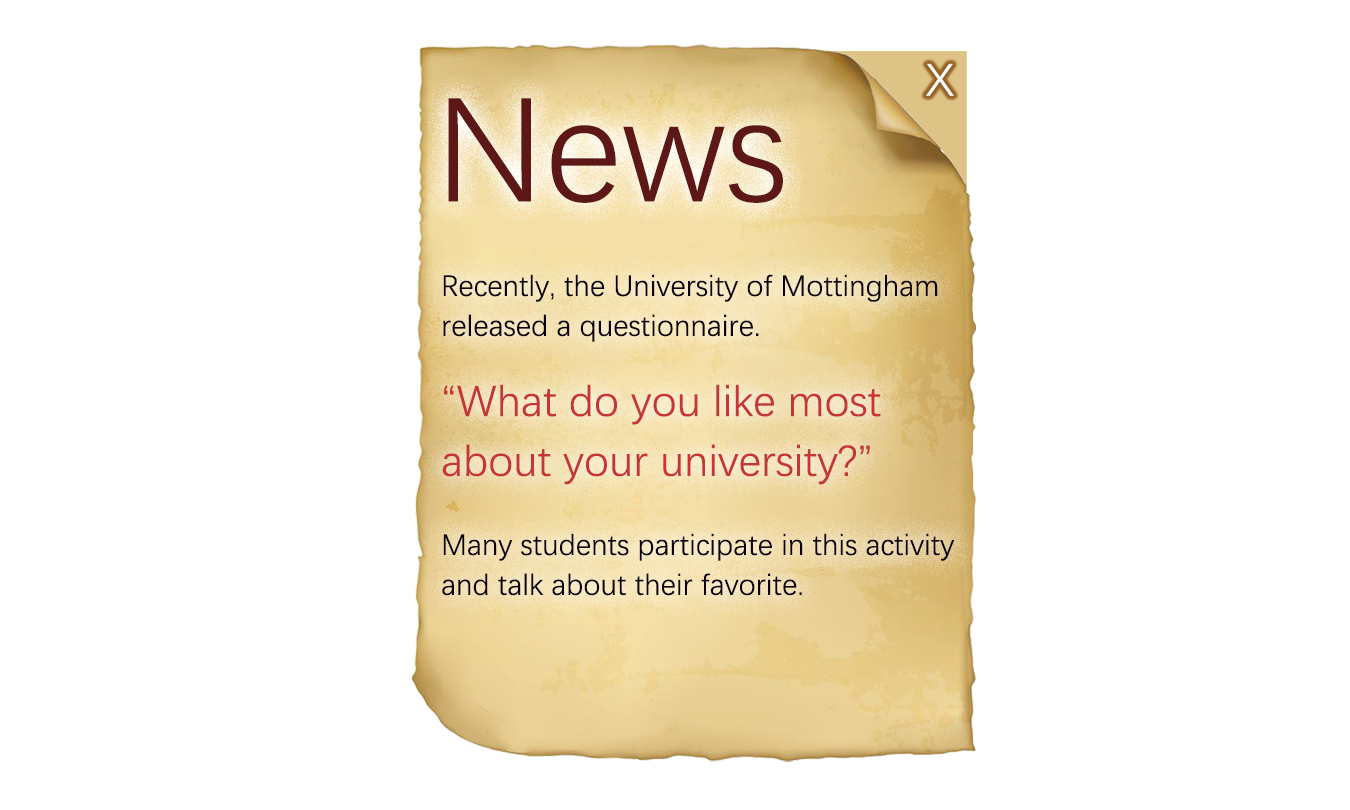 X
News
Recently, the University of Mottingham
released a questionnaire.
“What do you like most
about your university?”
Many students participate in this activity
and talk about their favorite.